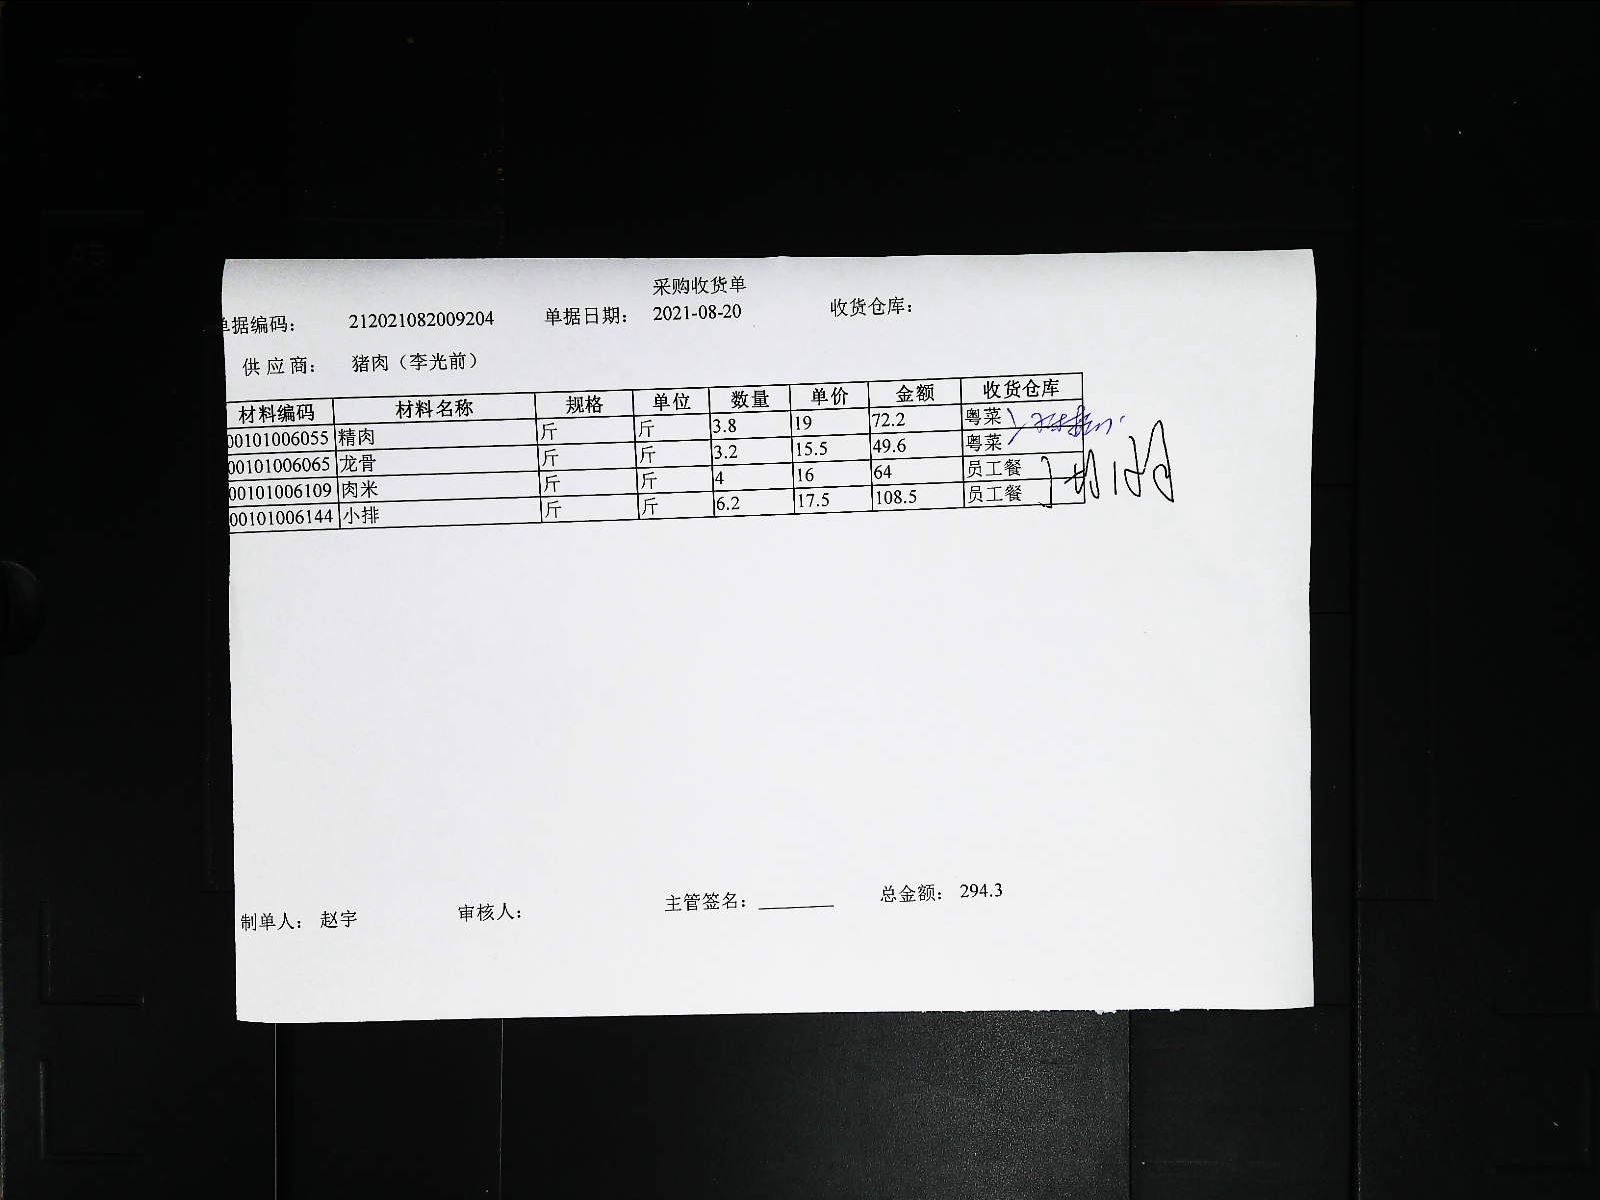 采购收货单
单据编码： 212021082009204 单据日期： 2021-08-20 收货仓库：
供应商： 猪肉（李光前）
材料编码 材料名称 规格 单位 数量 单价 金额 收货仓库
00101006055 精肉 斤 斤 3.8 19 72.2 粤菜
00101006065 龙骨 斤 斤 3.2 15.5 49.6 粤菜
00101006109 肉米 斤 斤 4 16 64 员工餐
00101006144 小排 斤 斤 6.2 17.5 108.5 员工餐
制单人： 赵宇 审核人： 主管签名： 总金额： 294.3